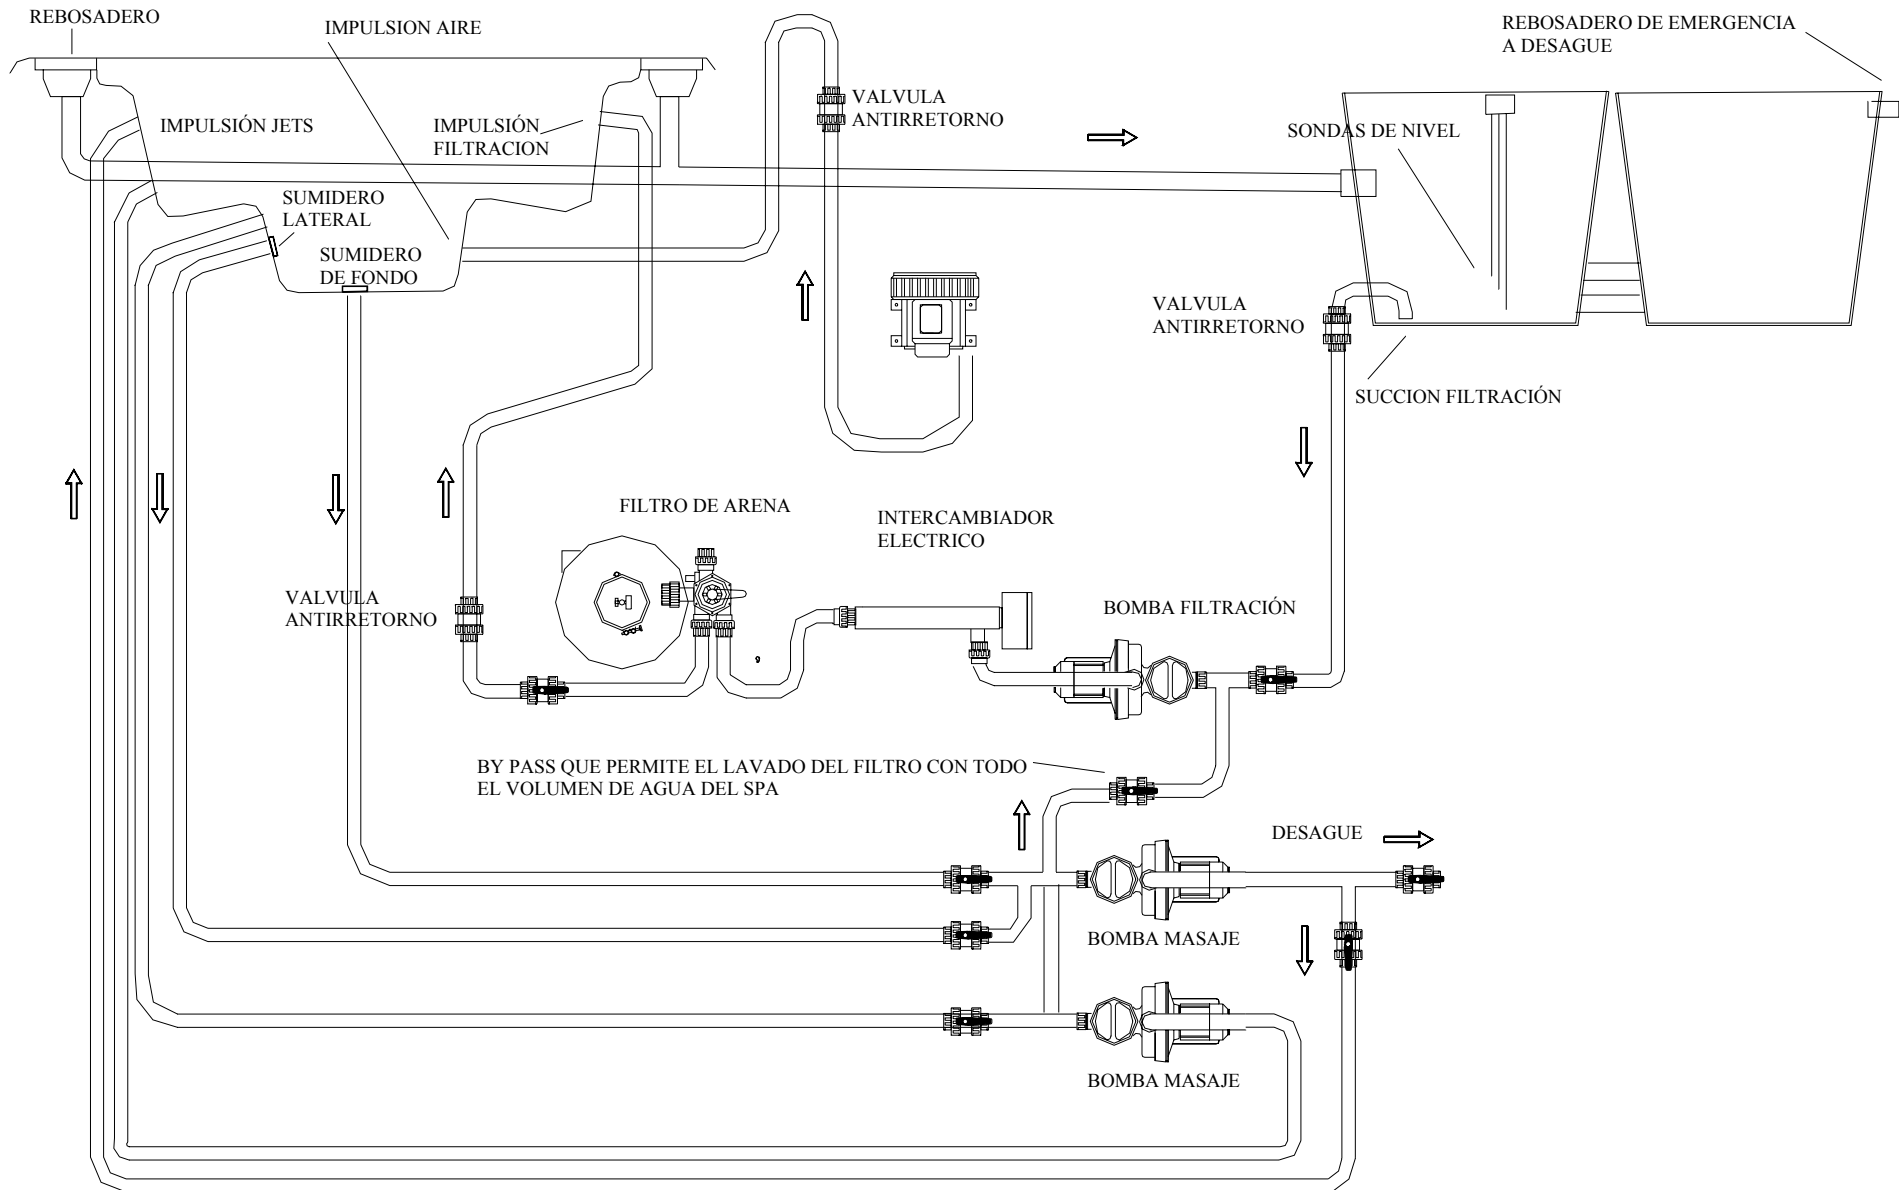 REBOSADERO
IMPULSION AIRE
REBOSADERO DE EMERGENCIA
A DESAGUE
VALVULA
ANTIRRETORNO
IMPULSIÓN JETS
IMPULSIÓN
FILTRACION
SONDAS DE NIVEL
SUMIDERO
LATERAL
SUMIDERO
DE FONDO
VALVULA
ANTIRRETORNO
SUCCION FILTRACIÓN
FILTRO DE ARENA
INTERCAMBIADOR
ELECTRICO
VALVULA
ANTIRRETORNO
BOMBA FILTRACIÓN
BY PASS QUE PERMITE EL LAVADO DEL FILTRO CON TODO
EL VOLUMEN DE AGUA DEL SPA
DESAGUE
BOMBA MASAJE
BOMBA MASAJE